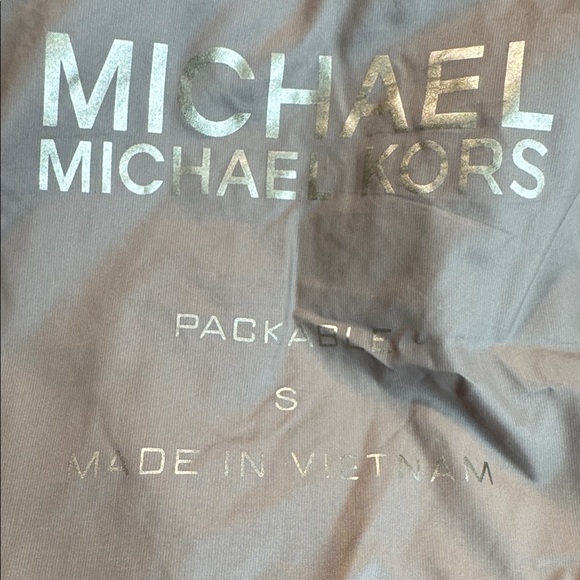 MICHAEL
MICHAEL KORS
PACKABLE
S
MADE IN VIETNAM